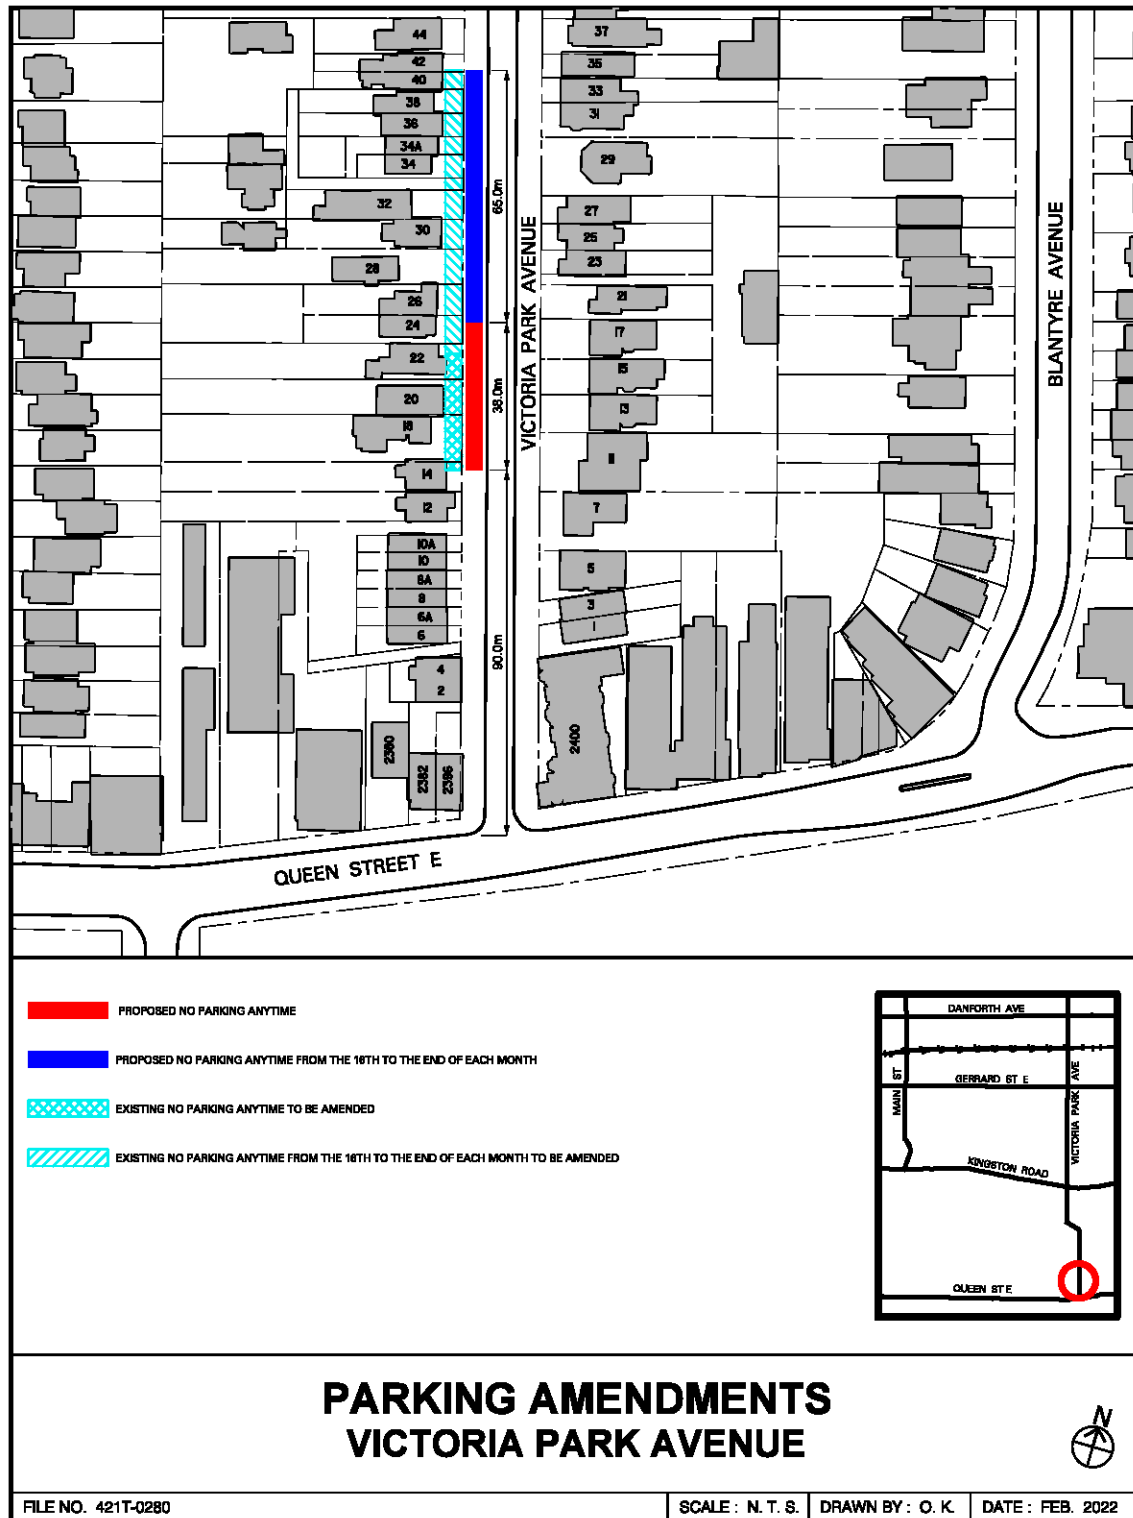 44
42
40
38
36
34A
34
32
30
28
26
24
22
20
18
14
12
10A
10
8A
8
6A
6
4
2
2380
2382
2386
37
35
33
31
29
27
25
23
21
17
15
13
11
7
5
3
1
2400
65.0m
38.0m
90.0m
VICTORIA PARK AVENUE
BLANTYRE AVENUE
QUEEN STREET E
PROPOSED NO PARKING ANYTIME
PROPOSED NO PARKING ANYTIME FROM THE 16TH TO THE END OF EACH MONTH
EXISTING NO PARKING ANYTIME TO BE AMENDED
EXISTING NO PARKING ANYTIME FROM THE 16TH TO THE END OF EACH MONTH TO BE AMENDED
DANFORTH AVE
GERRARD ST E
MAIN ST
VICTORIA PARK AVE
KINGSTON ROAD
QUEEN ST E
PARKING AMENDMENTS
VICTORIA PARK AVENUE
N
FILE NO. 421T-0280
SCALE : N. T. S.
DRAWN BY : O. K.
DATE : FEB. 2022